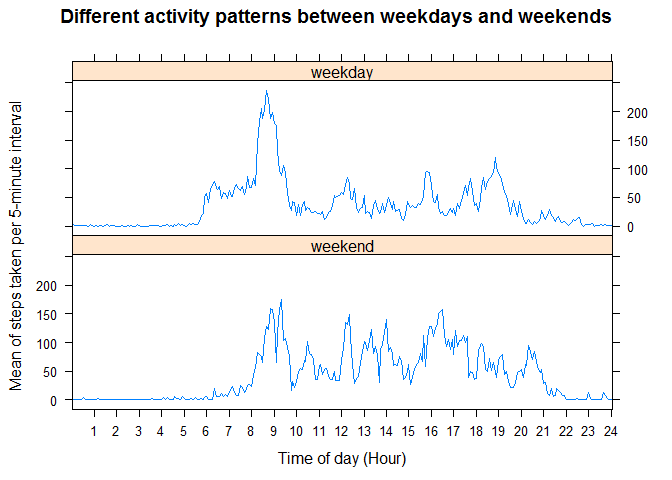 Different activity patterns between weekdays and weekends
weekday
200
150
100
50
0
Mean of steps taken per 5-minute interval
weekend
200
150
100
50
0
1 2 3 4 5 6 7 8 9 10 11 12 13 14 15 16 17 18 19 20 21 22 23 24
Time of day (Hour)